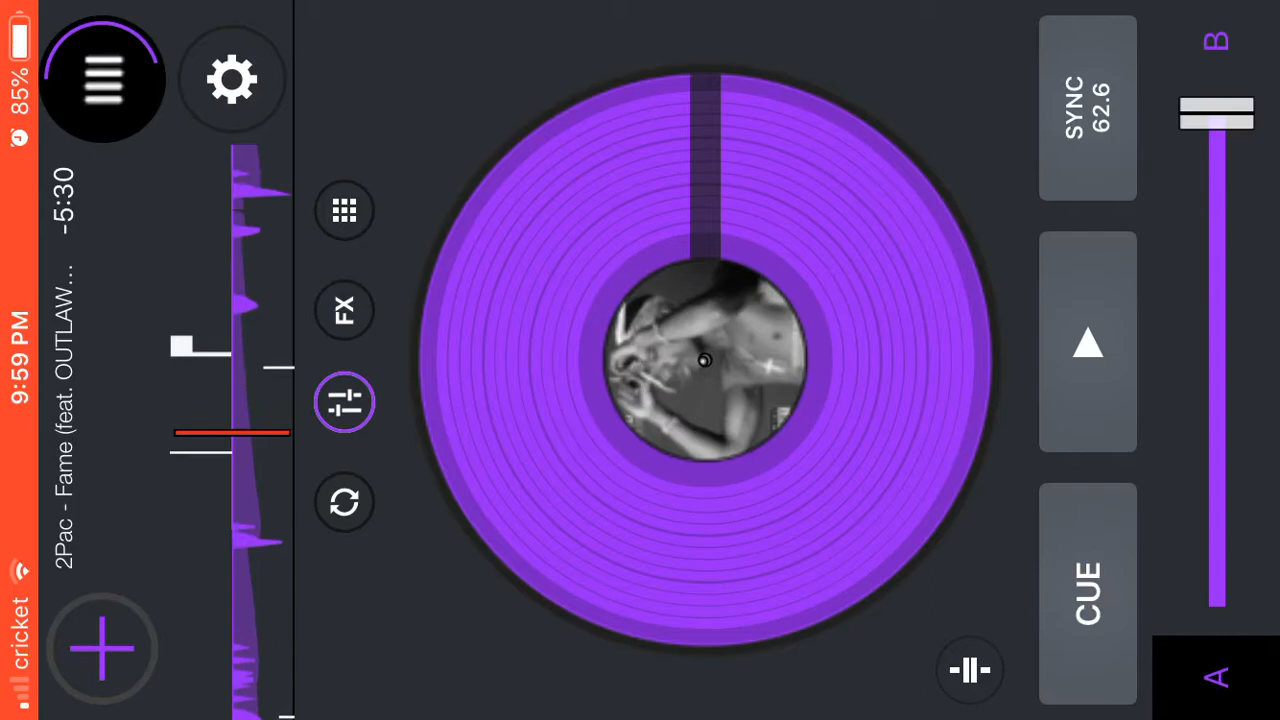 cricket 9:59 PM 85%
2Pac - Fame (feat. OUTLAW... -5:30
FX
CUE
SYNC
62.6
A B